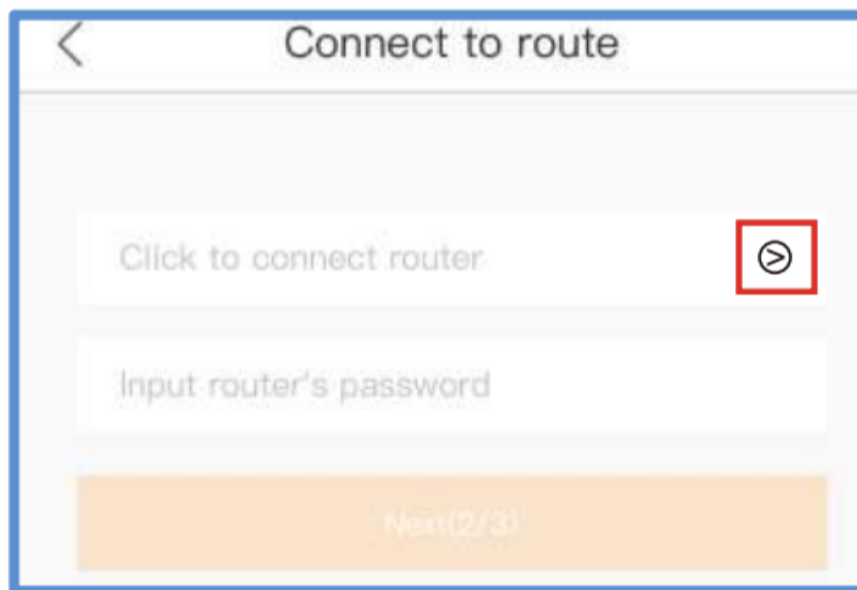 Connect to route
Click to connect router
Input router's password
Next(2/3)